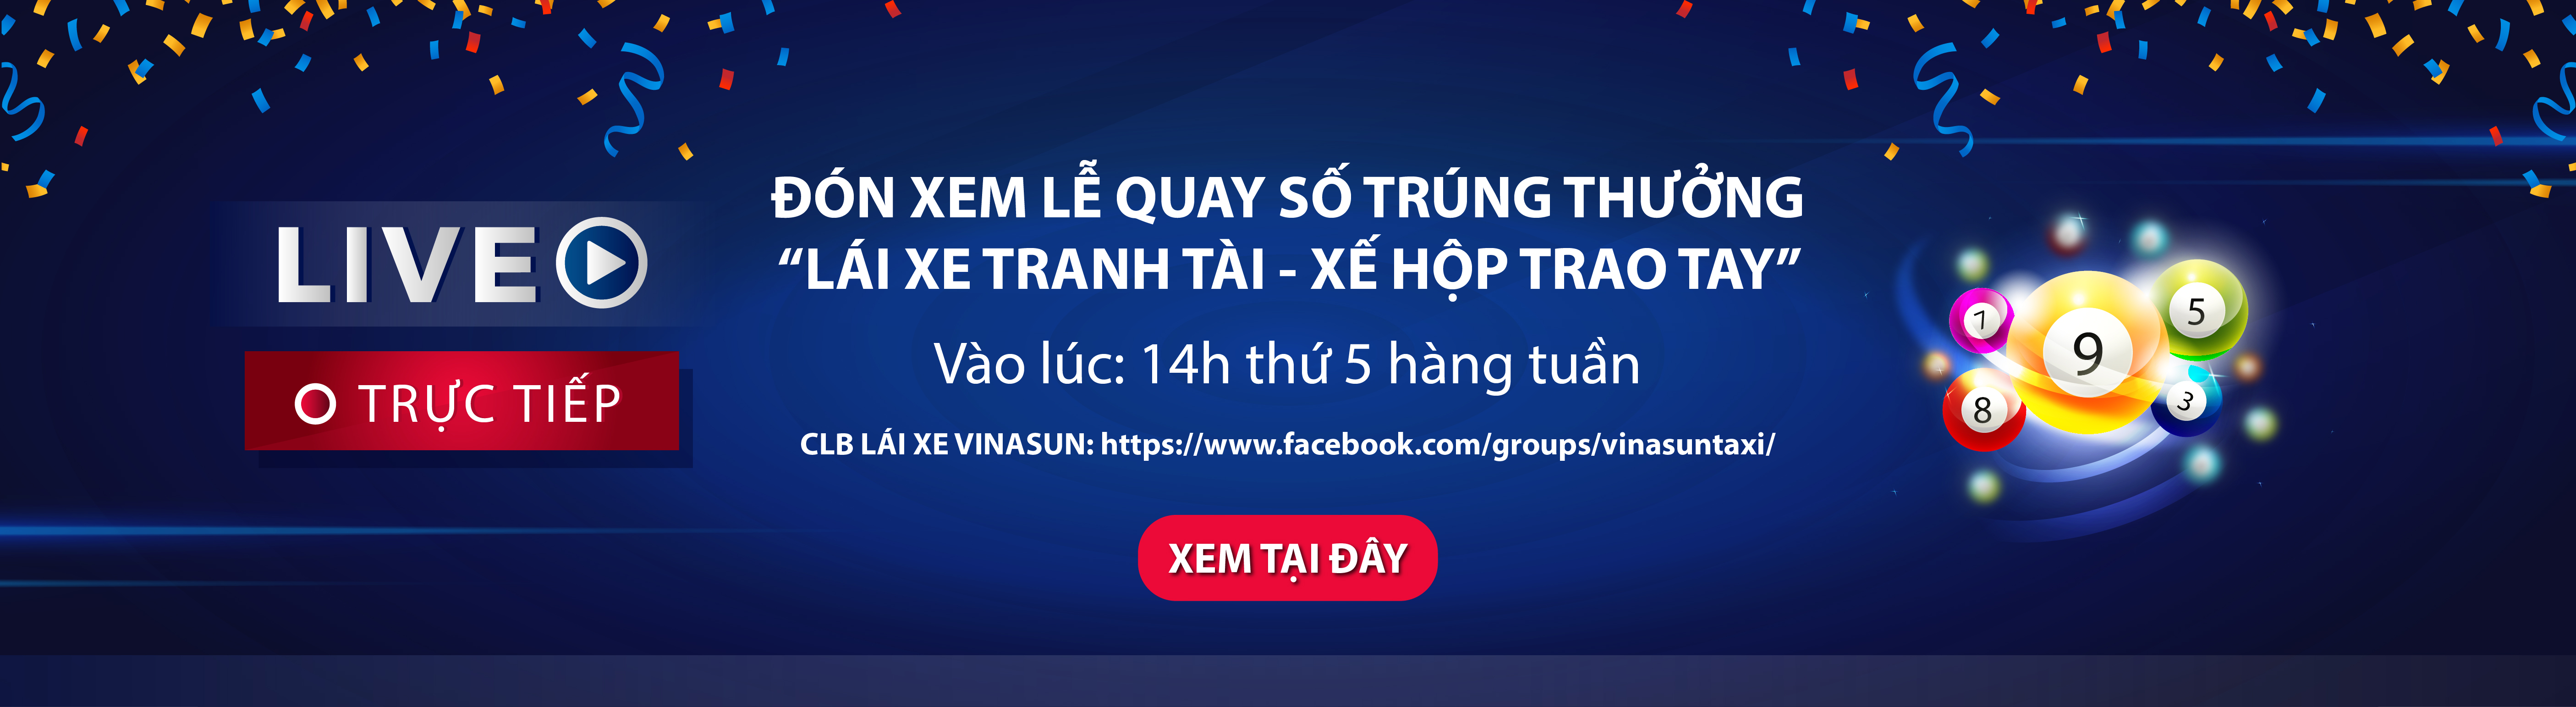 LIVE
TRỰC TIẾP
ĐÓN XEM LỄ QUAY SỐ TRÚNG THƯỞNG
“LÁI XE TRANH TÀI - XẾ HỘP TRAO TAY”
Vào lúc: 14h thứ 5 hàng tuần
CLB LÁI XE VINASUN: https://www.facebook.com/groups/vinasuntaxi/
XEM TẠI ĐÂY
7
9
5
8
3